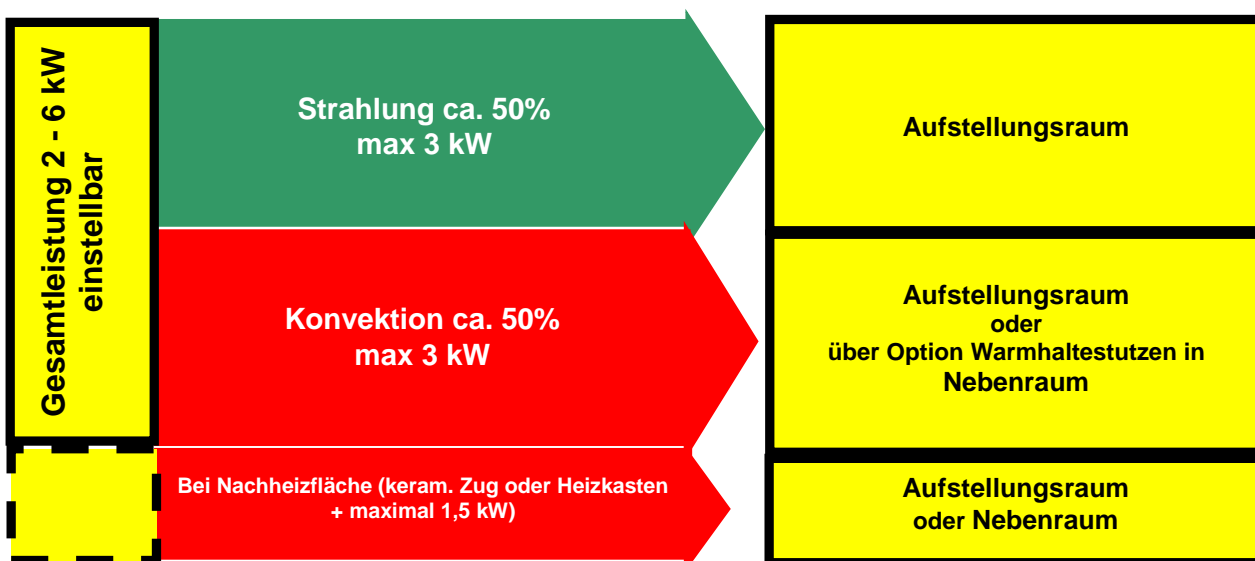 Gesamtleistung 2 - 6 kW
einstellbar
Strahlung ca. 50%
max 3 kW
Aufstellungsraum
Konvektion ca. 50%
max 3 kW
Aufstellungsraum
oder
über Option Warmhaltestutzen in
Nebenraum
Bei Nachheizfläche (keram. Zug oder Heizkasten
+ maximal 1,5 kW)
Aufstellungsraum
oder Nebenraum